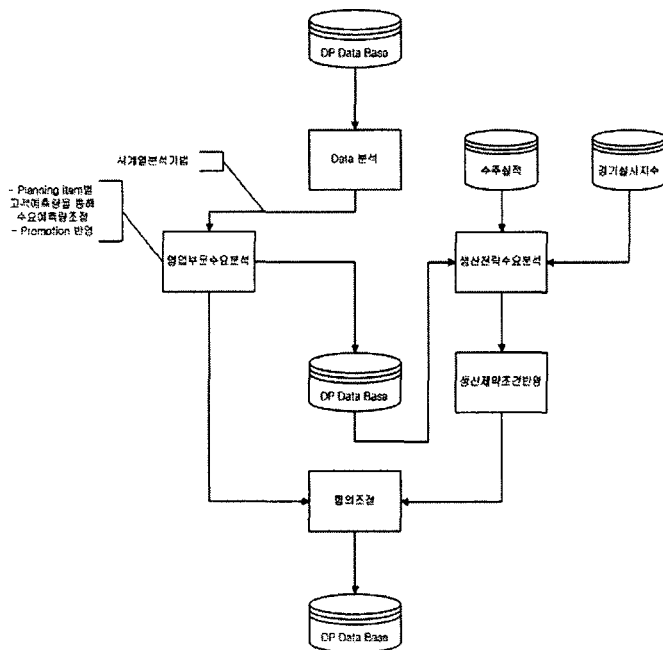 DP Data Base
Data 분석
시계열분석기법
- Planning item별
고객예측량을 통해
수요예측량조정
- Promotion 반영
영업부문수요분석
수주실적
경기실사지수
생산전략수요분석
DP Data Base
생산제약조건반영
협의조정
DP Data Base